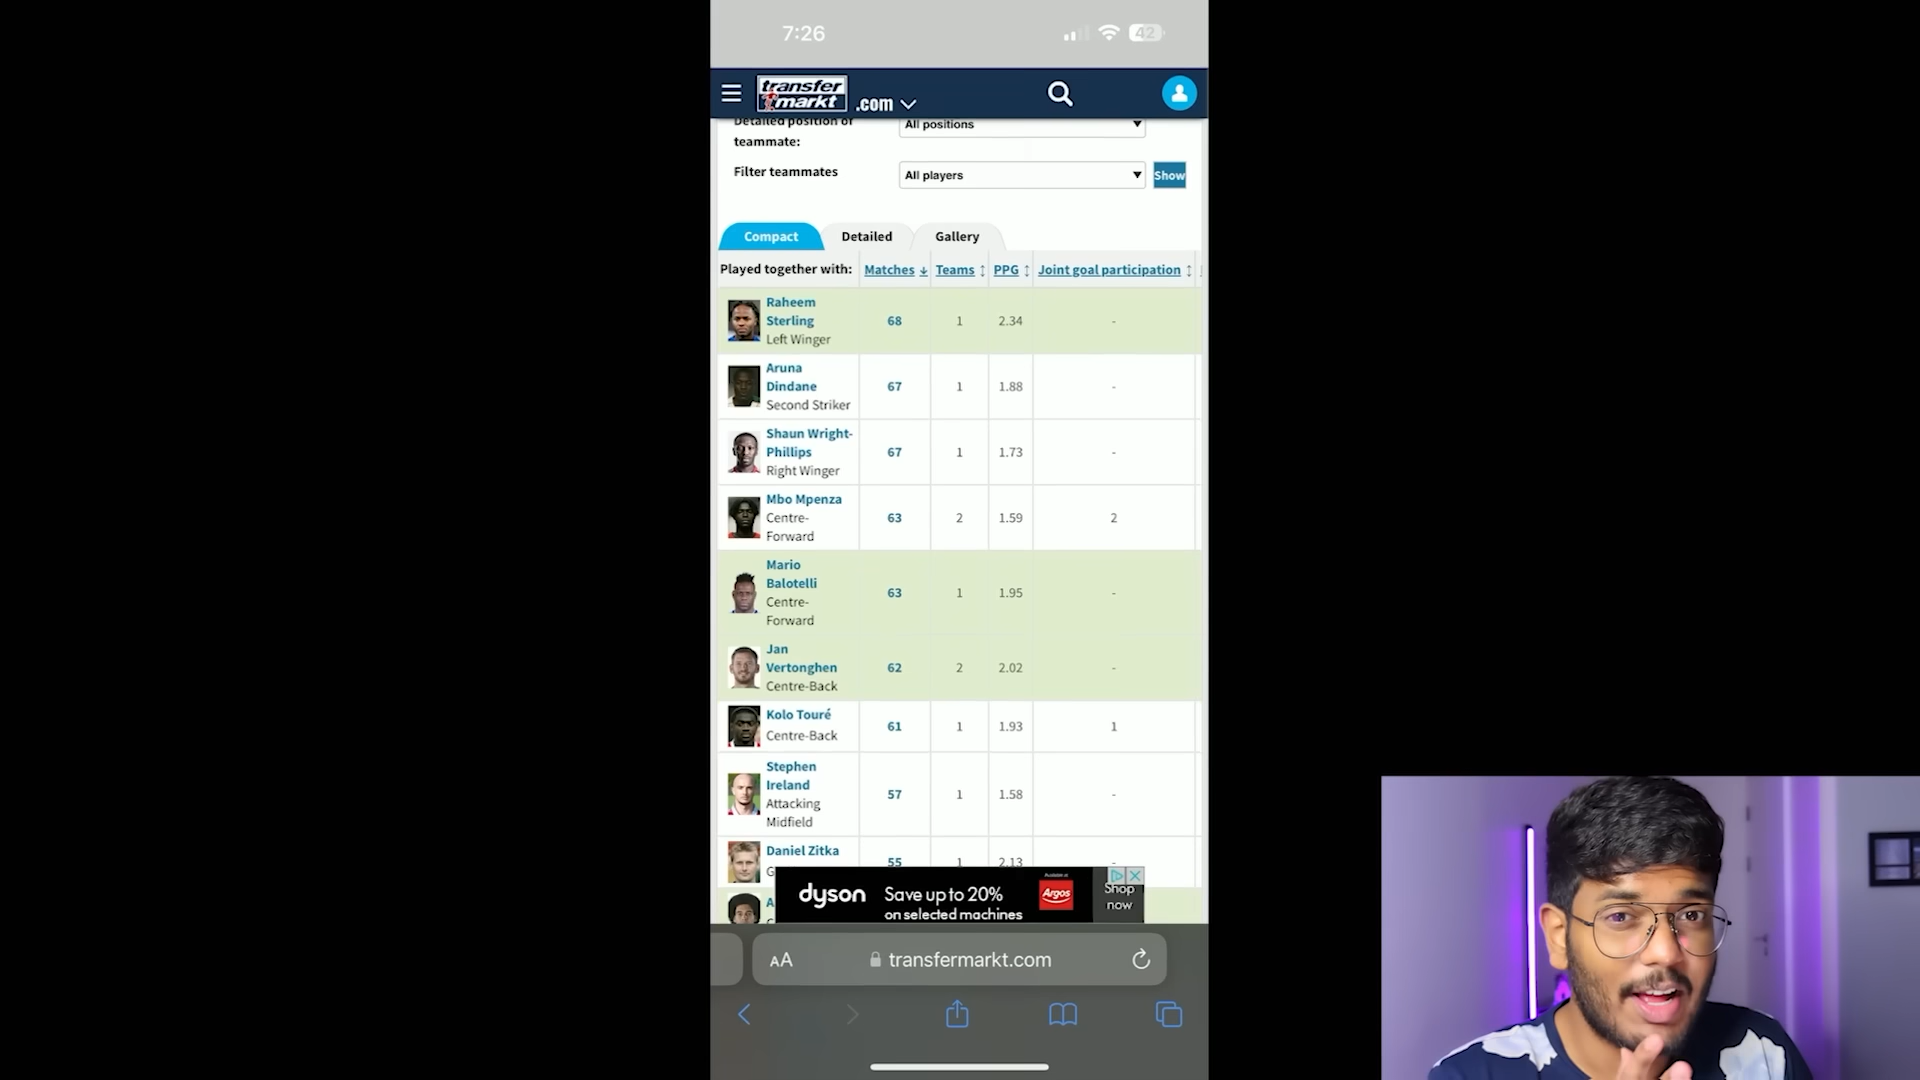 7:26
42
transfer
markt
.com
Detailed position of
teammate:
All positions
Filter teammates
All players
Show
Compact
Detailed
Gallery
Played together with: Matches Teams PPG Joint goal participation
Raheem
Sterling
Left Winger
68 1 2.34 -
Aruna
Dindane
Second Striker
67 1 1.88 -
Shaun Wright-
Phillips
Right Winger
67 1 1.73 -
Mbo Mpenza
Centre-
Forward
63 2 1.59 2
Mario
Balotelli
Centre-
Forward
63 1 1.95 -
Jan
Vertonghen
Centre-Back
62 2 2.02 -
Kolo Touré
Centre-Back
61 1 1.93 1
Stephen
Ireland
Attacking
Midfield
57 1 1.58 -
Daniel Zitka
55 1 2.13 -
dyson
Save up to 20%
on selected machines
Argos
Shop
now
AA
transfermarkt.com